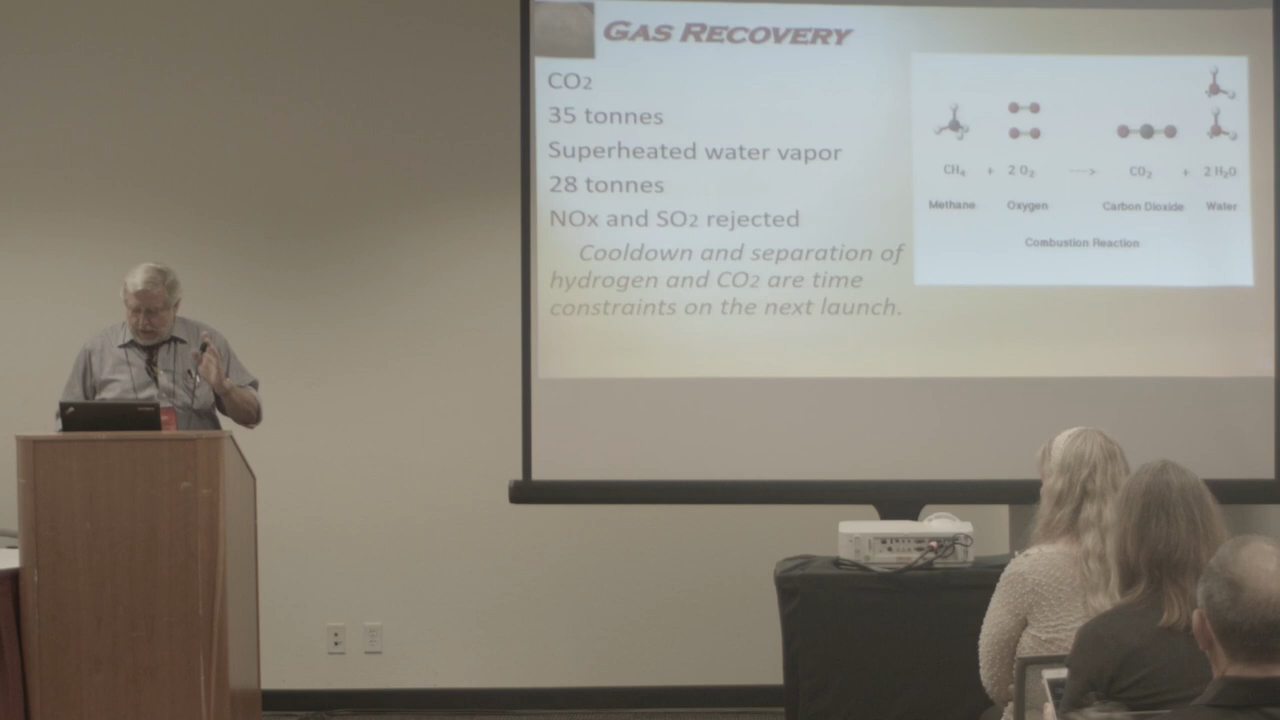 GAS RECOVERY
CO2
35 tonnes
Superheated water vapor
28 tonnes
NOx and SO2 rejected
Cooldown and separation of
hydrogen and CO2 are time
constraints on the next launch.
CH4 + 2 O2 ----> CO2 + 2 H2O
Methane Oxygen Carbon Dioxide Water
Combustion Reaction